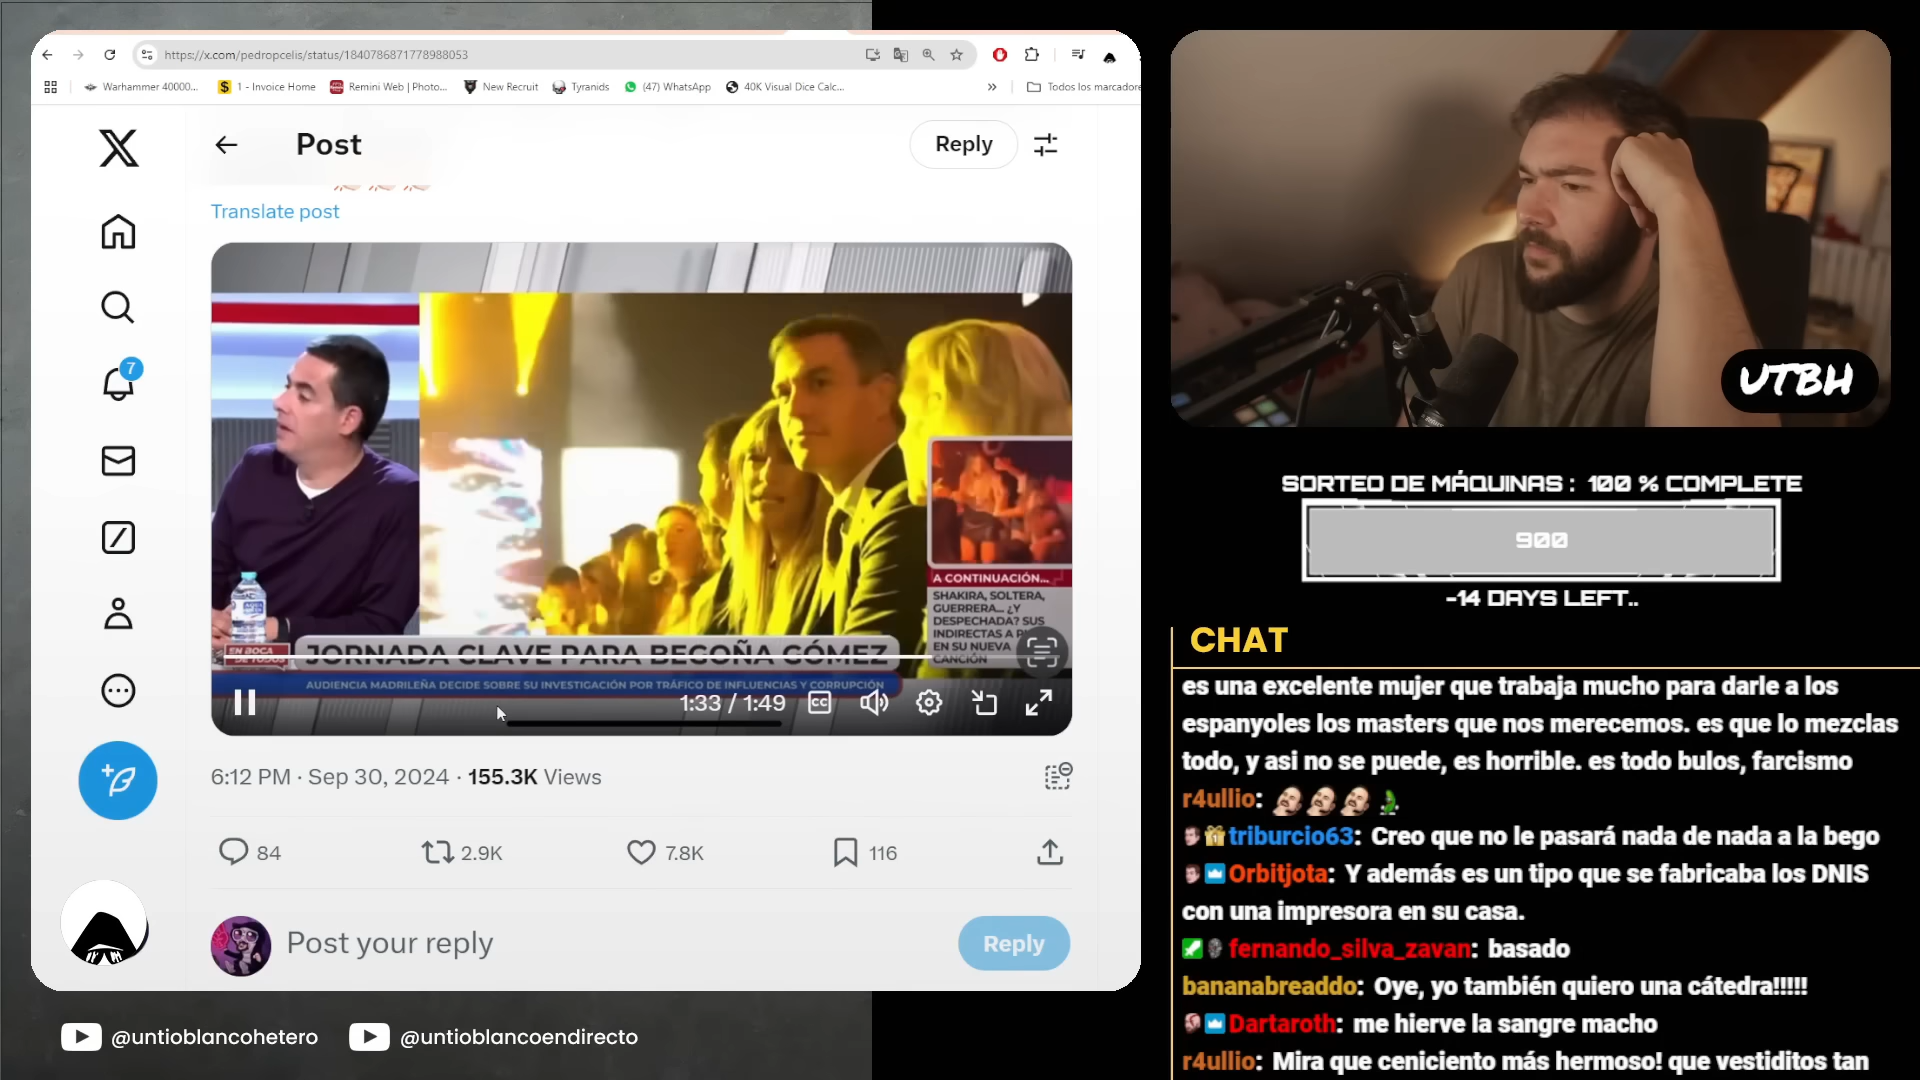 https://x.com/pedropcelis/status/1840786871778988053
Warhammer 40000...
$ 1 - Invoice Home
Remini Web | Photo...
New Recruit
Tyranids
(47) WhatsApp
40K Visual Dice Calc...
»
Todos los marcadore
Post
Reply
Translate post
7
A CONTINUACIÓN...
SHAKIRA, SOLTERA,
GUERRERA... ¿Y
DESPECHADA? SUS
INDIRECTAS A
EN SU NUEVA
CANCIÓN
EN BOCA
DE TODOS
JORNADA CLAVE PARA BEGOÑA GÓMEZ
AUDIENCIA MADRILEÑA DECIDE SOBRE SU INVESTIGACIÓN POR TRÁFICO DE INFLUENCIAS Y CORRUPCIÓN
1:33 / 1:49
CC
6:12 PM · Sep 30, 2024 · 155.3K Views
84
2.9K
7.8K
116
Post your reply
Reply
@untioblancohetero
@untioblancoendirecto
UTBH
SORTEO DE MÁQUINAS : 100 % COMPLETE
900
-14 DAYS LEFT..
CHAT
es una excelente mujer que trabaja mucho para darle a los
espanyoles los masters que nos merecemos. es que lo mezclas
todo, y asi no se puede, es horrible. es todo bulos, farcismo
r4ullio:
triburcio63: Creo que no le pasará nada de nada a la bego
Orbitjota: Y además es un tipo que se fabricaba los DNIS
con una impresora en su casa.
fernando_silva_zavan: basado
bananabreaddo: Oye, yo también quiero una cátedra!!!!!
Dartaroth: me hierve la sangre macho
r4ullio: Mira que ceniciento más hermoso! que vestiditos tan